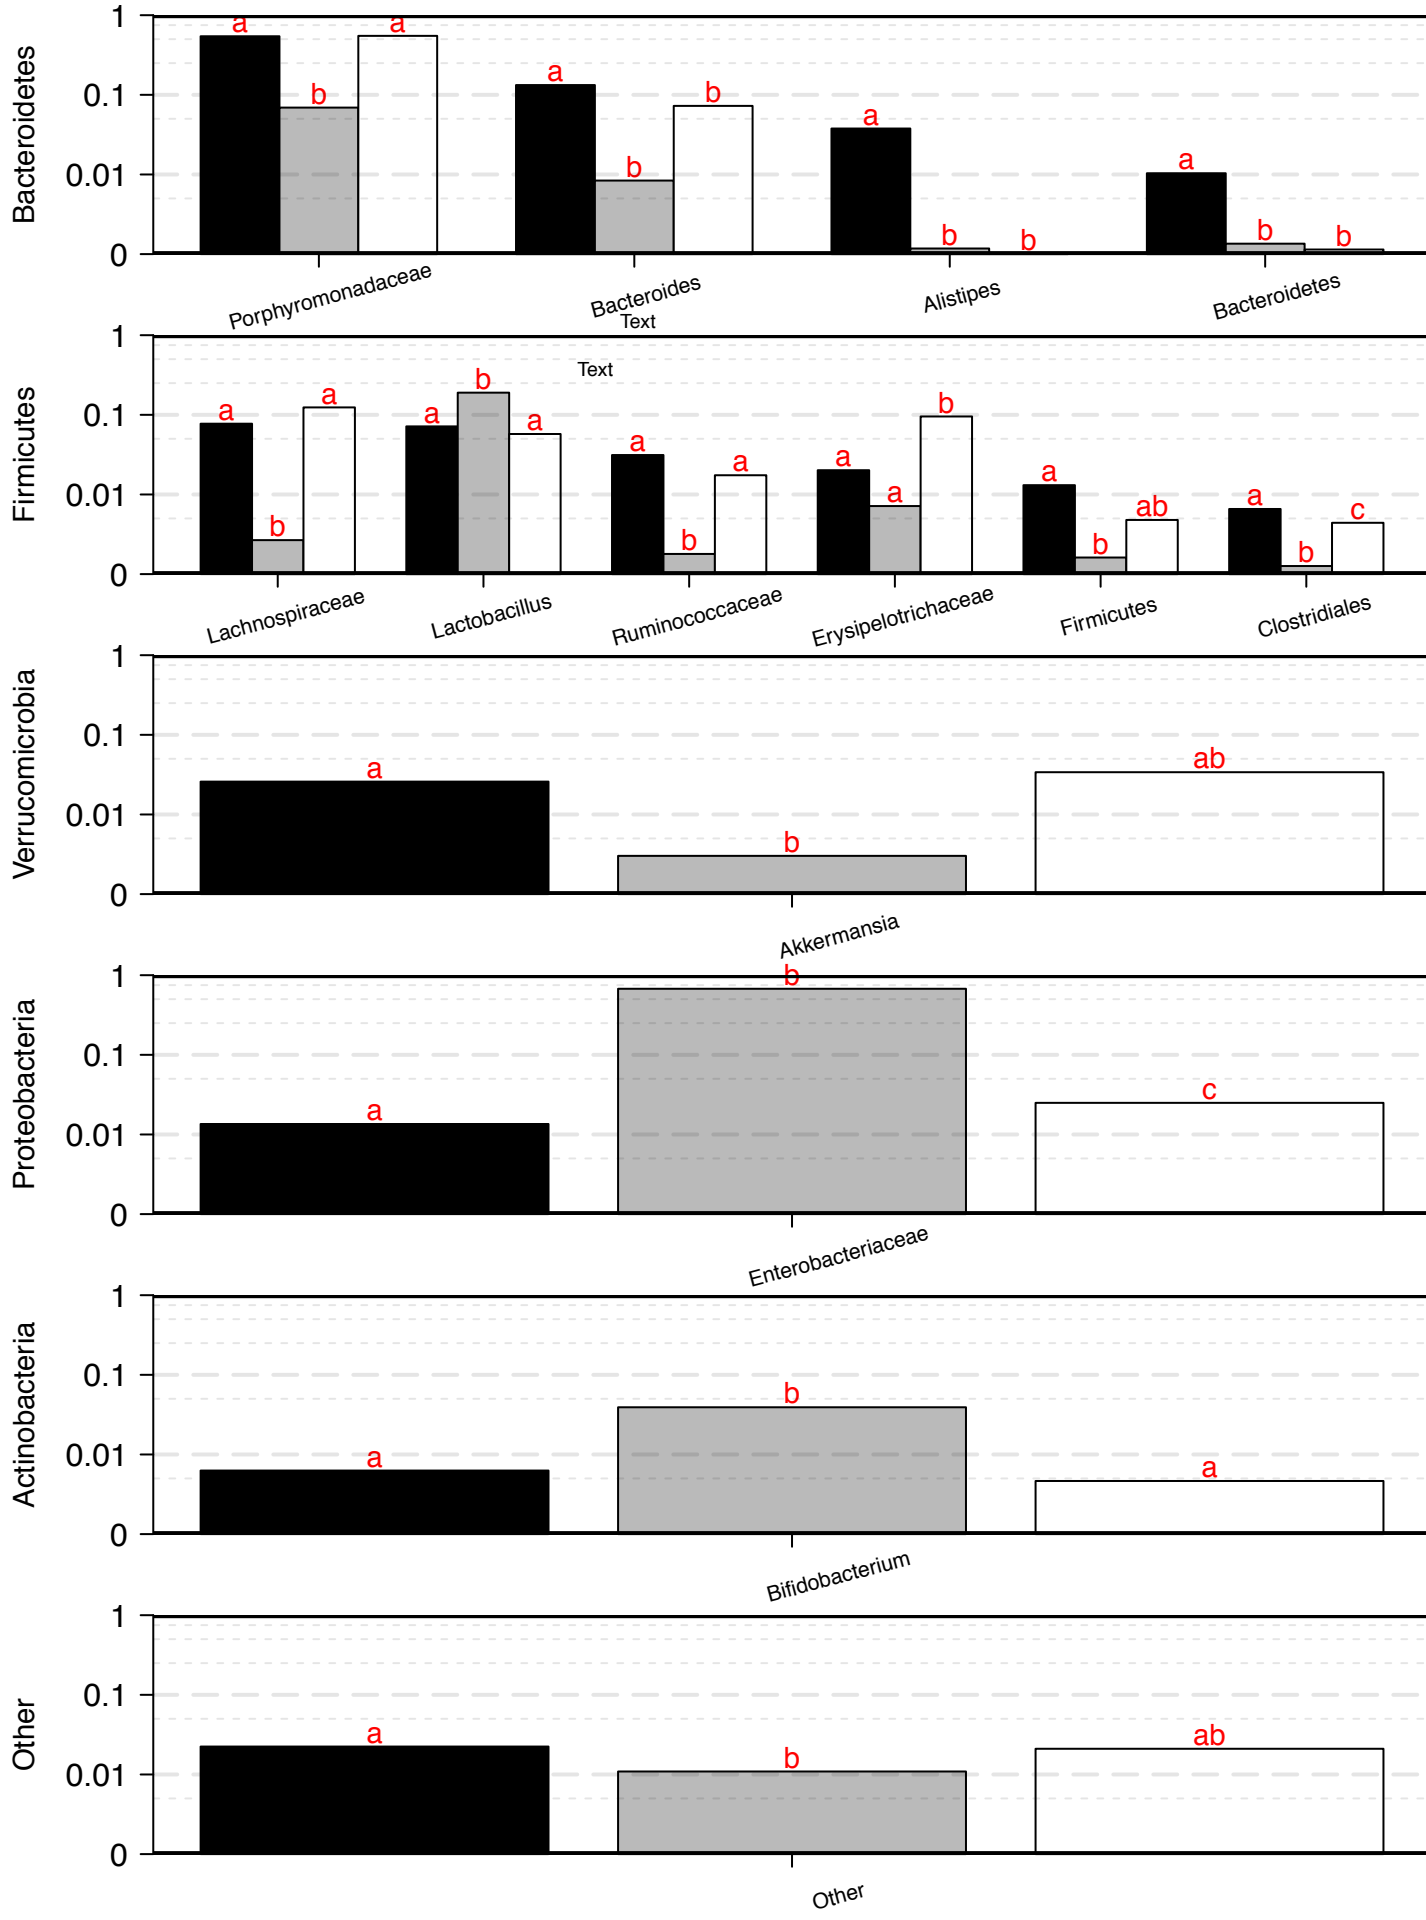 Bacteroidetes
1
0.1
0.01
0
a b a
a b b
a b b
a b b
Porphyromonadaceae Bacteroides Alistipes Bacteroidetes
Text
Firmicutes
1
0.1
0.01
0
Text
a b a
a b a
a b a
a a b
a b ab
a b c
Lachnospiraceae Lactobacillus Ruminococcaceae Erysipelotrichaceae Firmicutes Clostridiales
Verrucomicrobia
1
0.1
0.01
0
a b ab
Akkermansia
Proteobacteria
1
0.1
0.01
0
a b c
Enterobacteriaceae
Actinobacteria
1
0.1
0.01
0
a b a
Bifidobacterium
Other
1
0.1
0.01
0
a b ab
Other